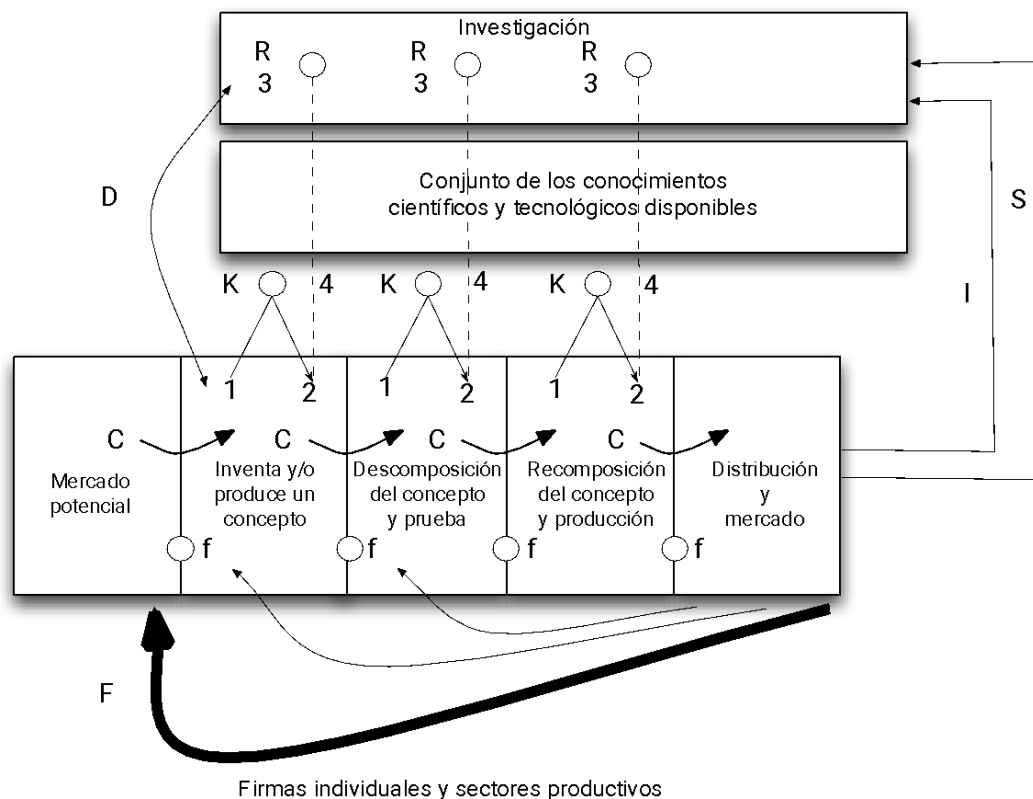 Investigación
R
3
R
3
R
3
Conjunto de los conocimientos
científicos y tecnológicos disponibles
D
S
I
K
4
K
4
K
4
1
2
1
2
1
2
C
C
C
C
Mercado
potencial
Inventa y/o
produce un
concepto
Descomposición
del concepto
y prueba
Recomposición
del concepto
y producción
Distribución
y
mercado
f
f
f
f
F
Firmas individuales y sectores productivos